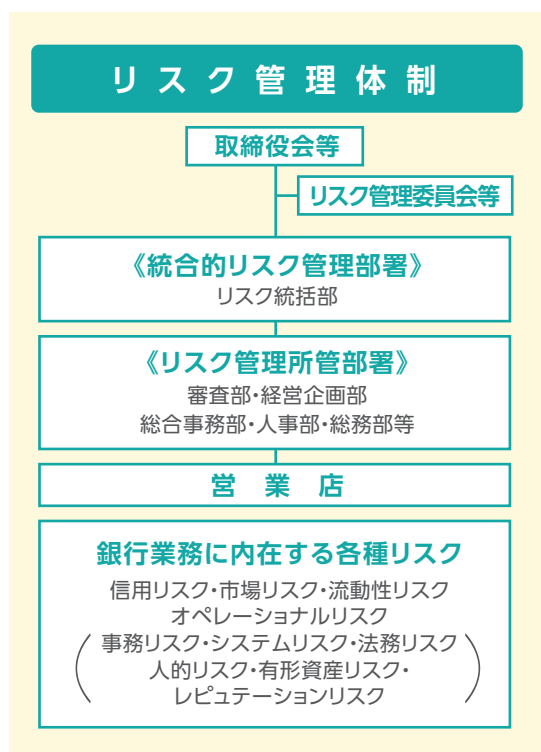 リスク管理体制
取締役会等
リスク管理委員会等
《統合的リスク管理部署》
リスク統括部
《リスク管理所管部署》
審査部・経営企画部
総合事務部・人事部・総務部等
営業店
銀行業務に内在する各種リスク
信用リスク・市場リスク・流動性リスク
オペレーショナルリスク
(事務リスク・システムリスク・法務リスク
人的リスク・有形資産リスク・
レピュテーションリスク)